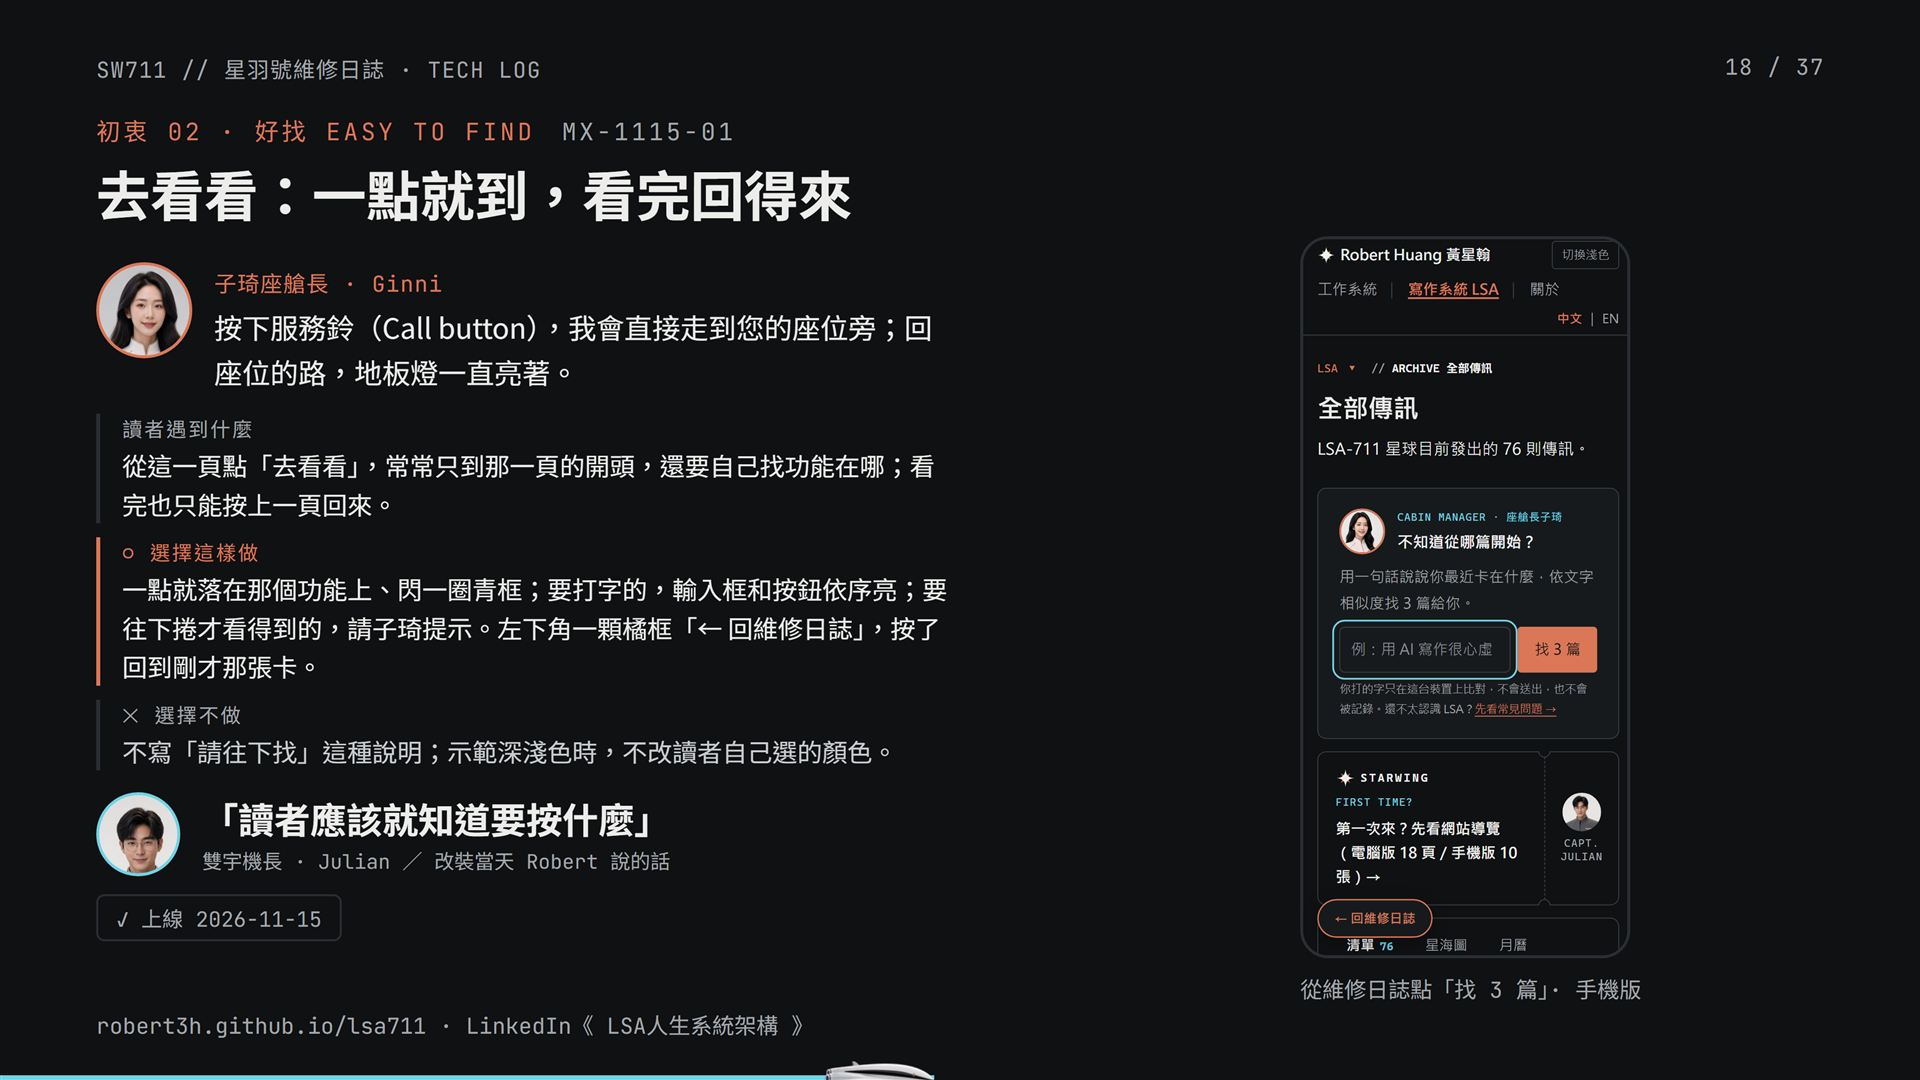 SW711 // 星羽號維修日誌 · TECH LOG
18 / 37
初衷 02 · 好找 EASY TO FIND MX-1115-01
去看看：一點就到，看完回得來
子琦座艙長 · Ginni
按下服務鈴（Call button），我會直接走到您的座位旁；回
座位的路，地板燈一直亮著。
讀者遇到什麼
從這一頁點「去看看」，常常只到那一頁的開頭，還要自己找功能在哪；看
完也只能按上一頁回來。
○ 選擇這樣做
一點就落在那個功能上、閃一圈青框；要打字的，輸入框和按鈕依序亮；要
往下捲才看得到的，請子琦提示。左下角一顆橘框「← 回維修日誌」，按了
回到剛才那張卡。
× 選擇不做
不寫「請往下找」這種說明；示範深淺色時，不改讀者自己選的顏色。
「讀者應該就知道要按什麼」
雙宇機長 · Julian ／ 改裝當天 Robert 說的話
✓ 上線 2026-11-15
robert3h.github.io/lsa711 · LinkedIn《 LSA人生系統架構 》
✦ Robert Huang 黃星翰
切換淺色
工作系統 | 寫作系統 LSA | 關於
中文 | EN
LSA ▾ // ARCHIVE 全部傳訊
全部傳訊
LSA-711 星球目前發出的 76 則傳訊。
CABIN MANAGER · 座艙長子琦
不知道從哪篇開始？
用一句話說說你最近卡在什麼，依文字
相似度找 3 篇給你。
例：用 AI 寫作很心虛
找 3 篇
你打的字只在這台裝置上比對，不會送出，也不會
被記錄。還不太認識 LSA？先看常見問題 →
✦ STARWING
FIRST TIME?
第一次來？先看網站導覽
（電腦版 18 頁 / 手機版 10
張）→
CAPT.
JULIAN
← 回維修日誌
清單 76 星海圖 月曆
從維修日誌點「找 3 篇」· 手機版